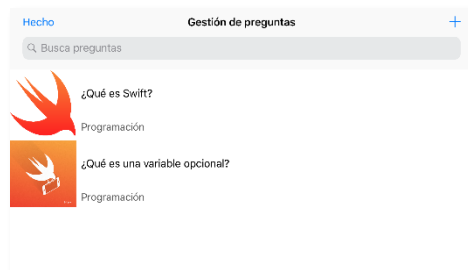 Hecho
Gestión de preguntas
Busca preguntas
¿Qué es Swift?
Programación
¿Qué es una variable opcional?
Programación